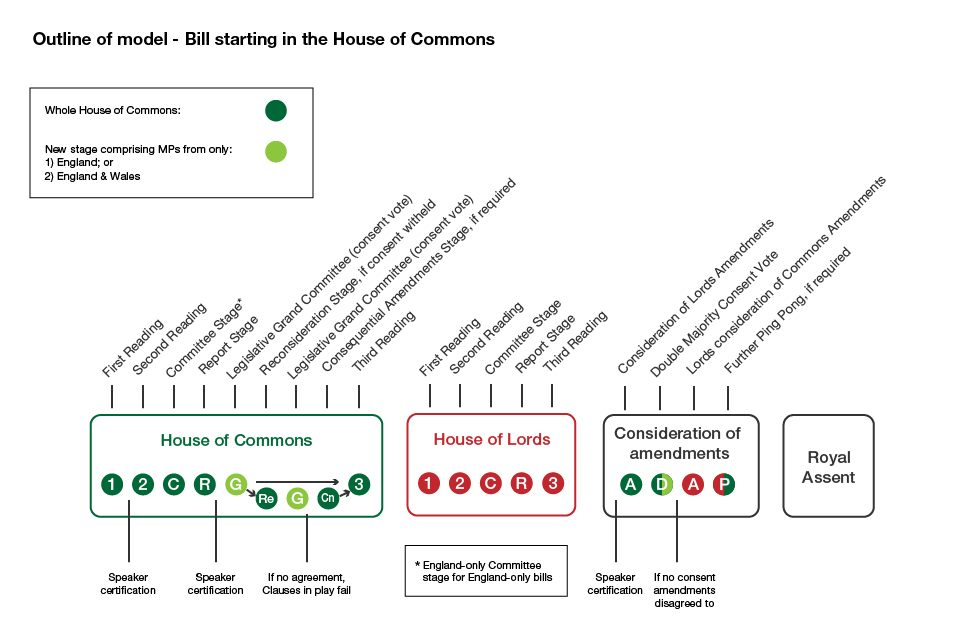 Outline of model - Bill starting in the House of Commons
Whole House of Commons:
New stage comprising MPs from only:
1) England; or
2) England & Wales
First Reading
Second Reading
Committee Stage*
Report Stage
Legislative Grand Committee (consent vote)
Reconsideration Stage, if consent witheld
Legislative Grand Committee (consent vote)
Consequential Amendments Stage, if required
Third Reading
First Reading
Second Reading
Committee Stage
Report Stage
Third Reading
Consideration of Lords Amendments
Double Majority Consent Vote
Lords consideration of Commons Amendments
Further Ping Pong, if required
House of Commons
1 2 C R G Re G Cn 3
House of Lords
1 2 C R 3
Consideration of
amendments
A D A P
Royal
Assent
Speaker
certification
Speaker
certification
If no agreement,
Clauses in play fail
* England-only Committee
stage for England-only bills
Speaker
certification
If no consent
amendments
disagreed to